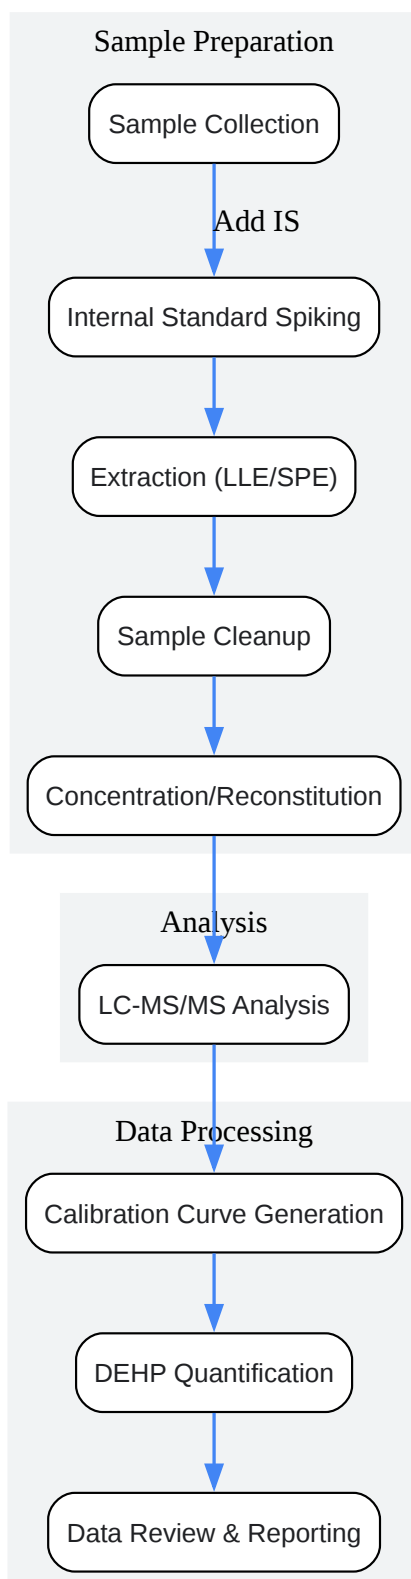 Sample Preparation
Sample Collection
Add IS
Internal Standard Spiking
Extraction (LLE/SPE)
Sample Cleanup
Concentration/Reconstitution
Analysis
LC-MS/MS Analysis
Data Processing
Calibration Curve Generation
DEHP Quantification
Data Review & Reporting